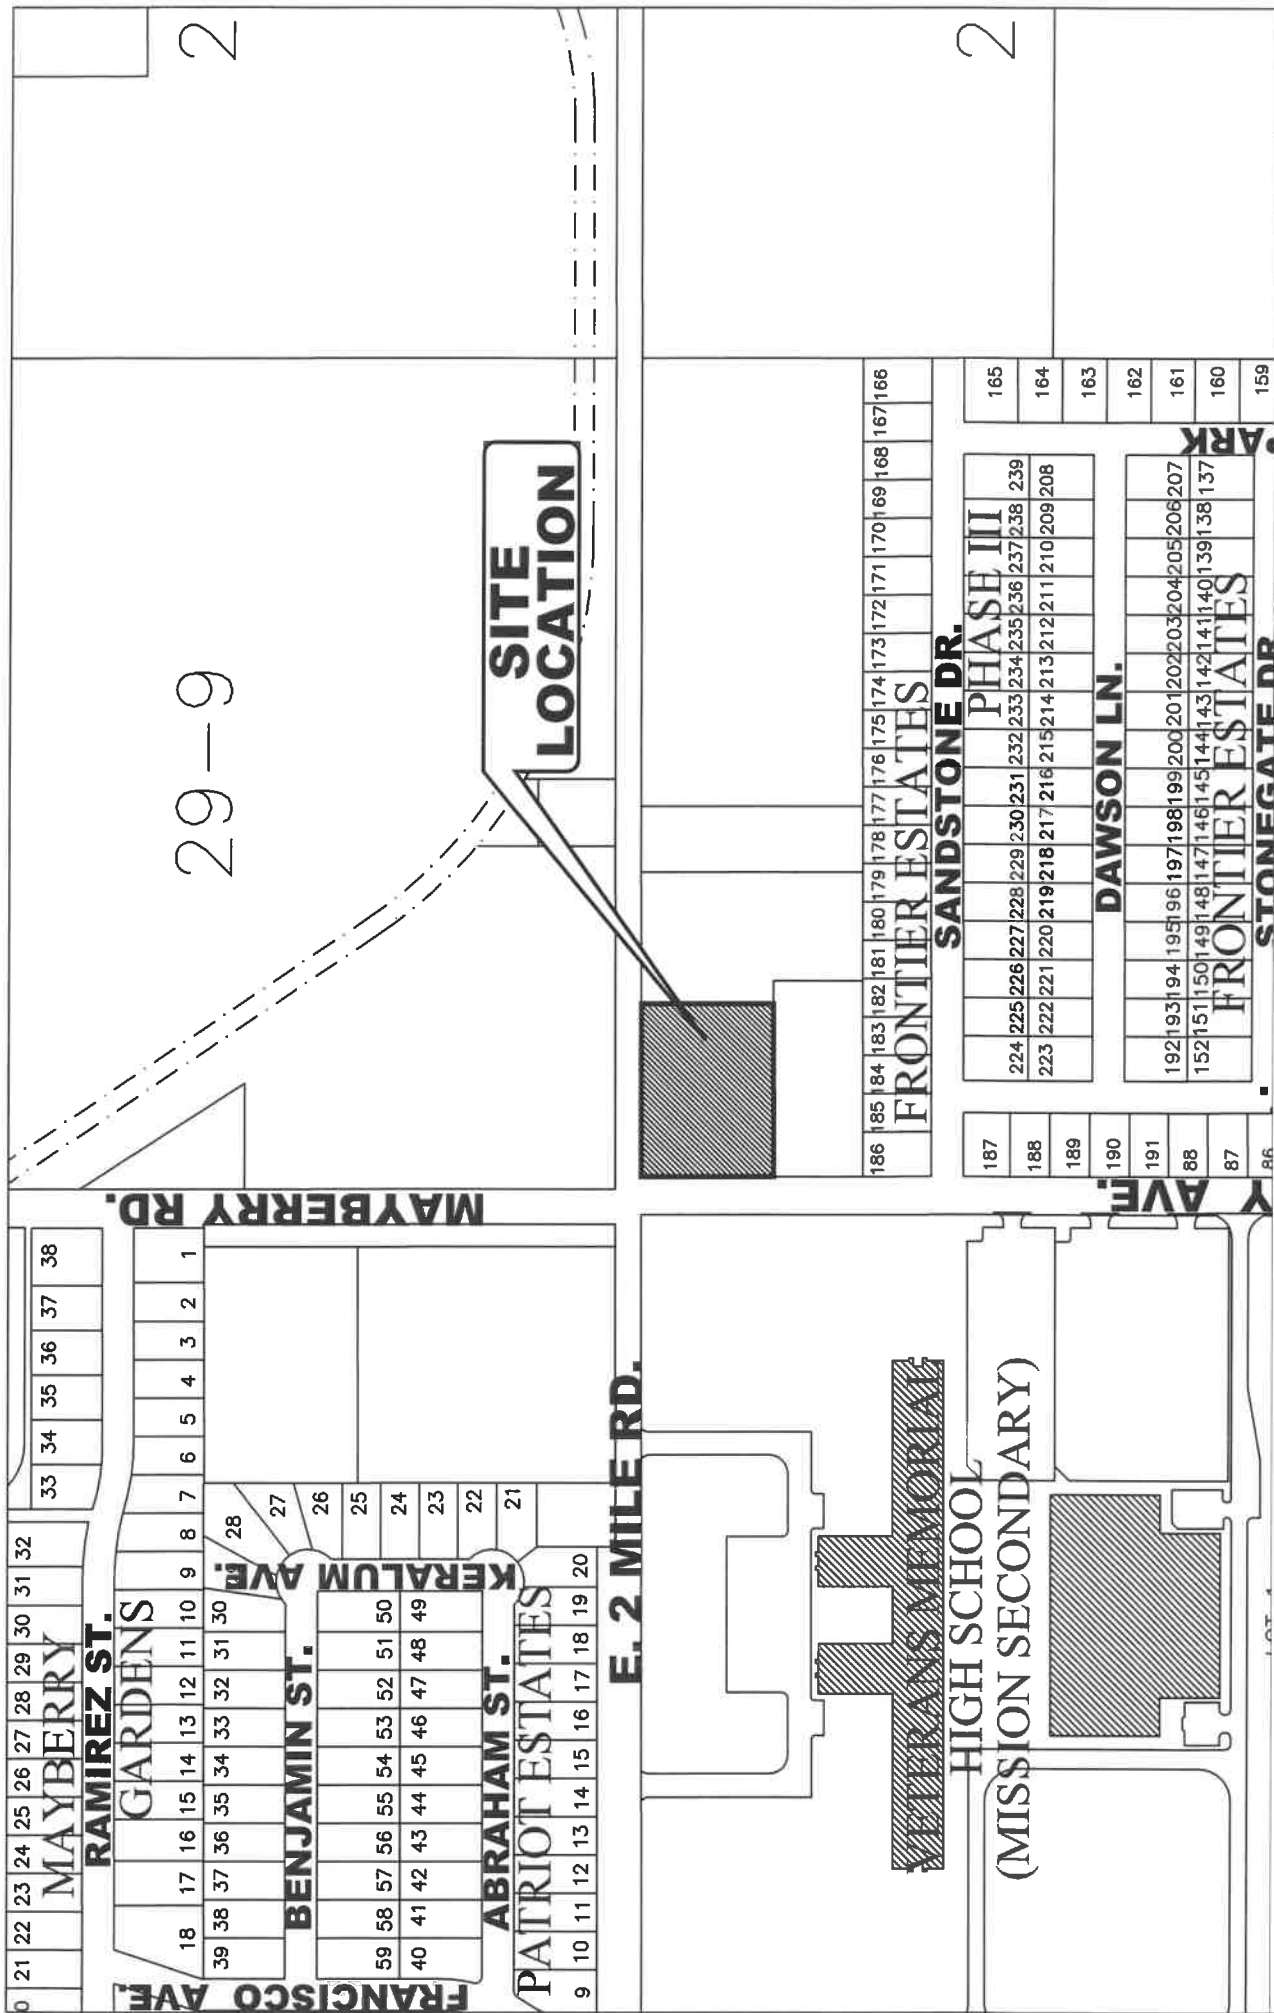 21 22 23 24 25 26 27 28 29 30 31 32
33 34 35 36 37 38
MAYBERRY
RAMIREZ ST.
GARDENS
18 17 16 15 14 13 12 11 10 9 8 7 6 5 4 3 2 1
39 38 37 36 35 34 33 32 31 30
28
27
26
25
24
23
22
21
BENJAMIN ST.
59 58 57 56 55 54 53 52 51 50
40 41 42 43 44 45 46 47 48 49
ABRAHAM ST.
PATRIOT ESTATES
9 10 11 12 13 14 15 16 17 18 19 20
FRANCISCO AVE.
KERALUM AVE.
MAYBERRY RD.
29-9
2
SITE
LOCATION
E. 2 MILE RD.
186 185 184 183 182 181 180 179 178 177 176 175 174 173 172 171 170 169 168 167 166
FRONTIER ESTATES
SANDSTONE DR.
PHASE III
2
VETERANS MEMORIAL
HIGH SCHOOL
(MISSION SECONDARY)
224 225 226 227 228 229 230 231 232 233 234 235 236 237 238 239
223 222 221 220 219 218 217 216 215 214 213 212 211 210 209 208
DAWSON LN.
192 193 194 195 196 197 198 199 200 201 202 203 204 205 206 207
152 151 150 149 148 147 146 145 144 143 142 141 140 139 138 137
FRONTIER ESTATES
STONEGATE DR
187
188
189
190
191
88
87
86
Y AVE.
165
164
163
162
161
160
159
PARK